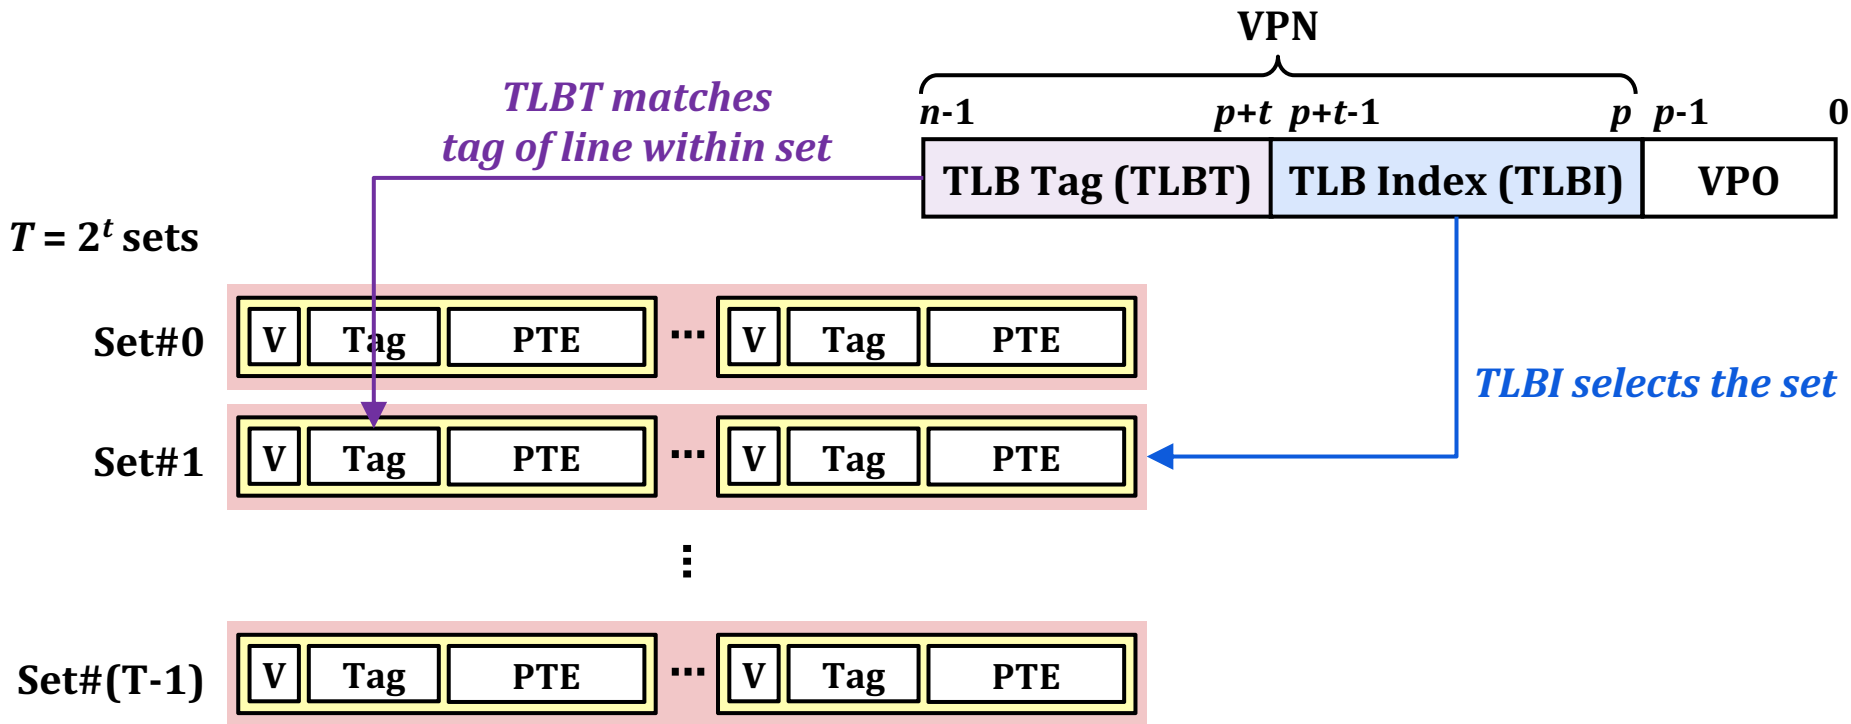 VPN
TLBT matches
tag of line within set
n-1 p+t p+t-1 p p-1 0
TLB Tag (TLBT) TLB Index (TLBI) VPO
T = 2^t sets
Set#0 V Tag PTE ... V Tag PTE
TLBI selects the set
Set#1 V Tag PTE ... V Tag PTE
⋮
Set#(T-1) V Tag PTE ... V Tag PTE